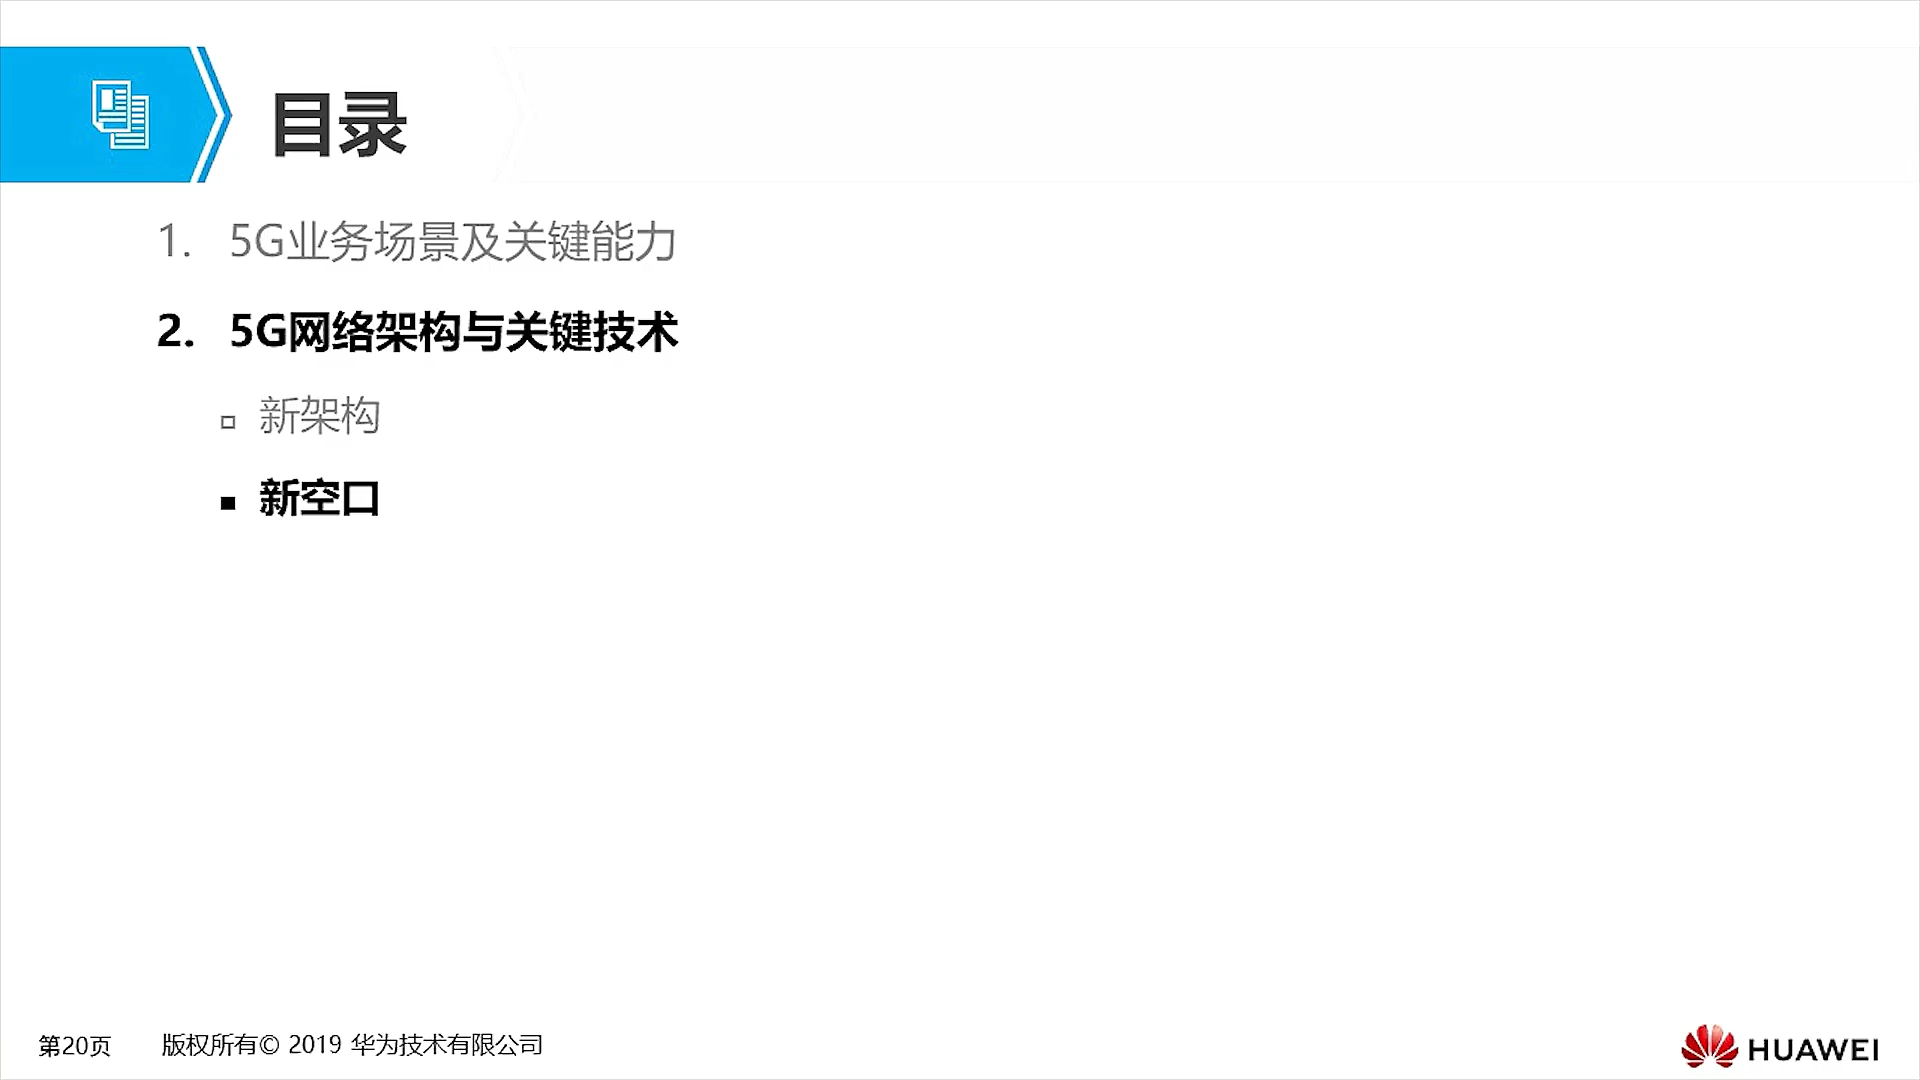 目录
1. 5G业务场景及关键能力
2. 5G网络架构与关键技术
新架构
新空口
第20页 版权所有© 2019 华为技术有限公司
HUAWEI